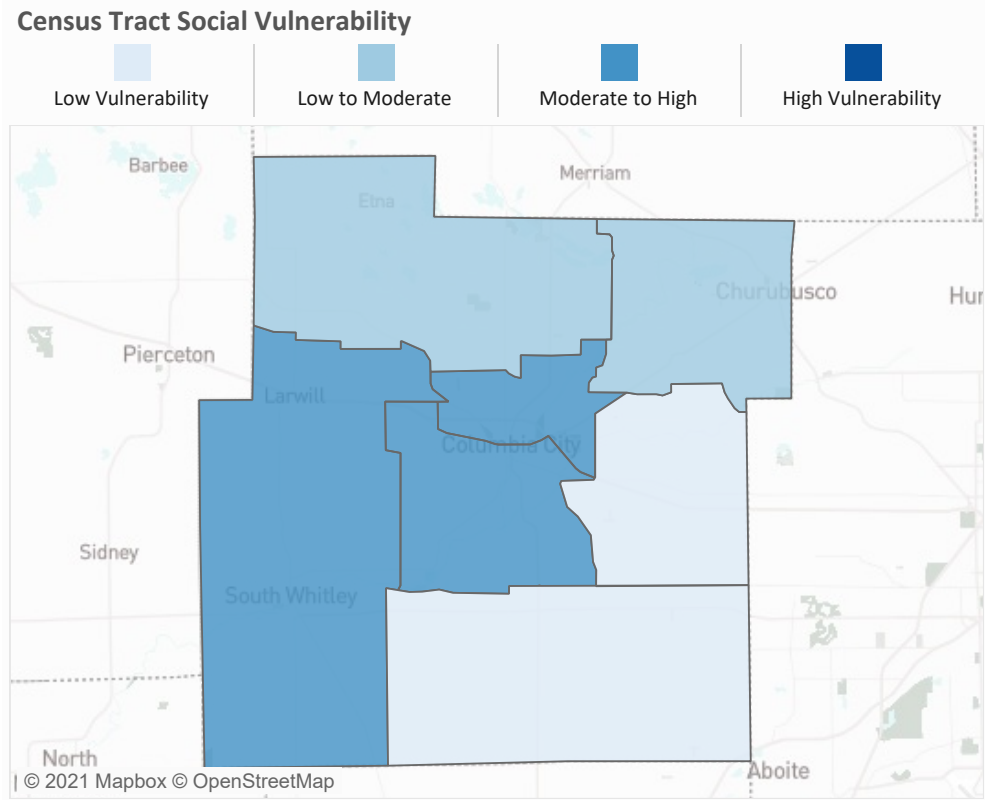 Census Tract Social Vulnerability
Low Vulnerability
Low to Moderate
Moderate to High
High Vulnerability
Barbee
Merriam
Etna
Churubusco
Hur
Pierceton
Larwill
Columbia City
Sidney
South Whitley
North
Aboite
| © 2021 Mapbox © OpenStreetMap